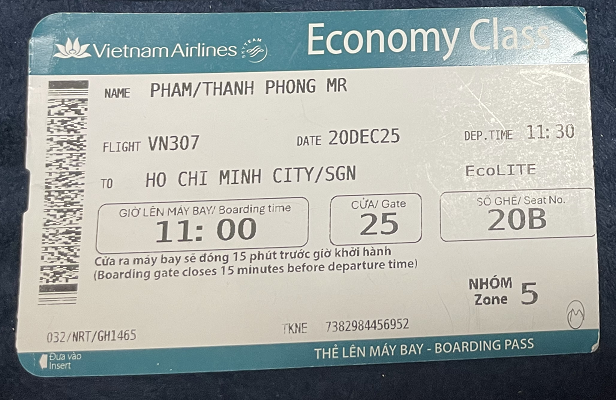 Vietnam Airlines SKYTEAM Economy Class
NAME PHAM/THANH PHONG MR
FLIGHT VN307 DATE 20DEC25 DEP.TIME 11:30
TO HO CHI MINH CITY/SGN EcoLITE
GIỜ LÊN MÁY BAY/ Boarding time CỬA/ Gate SỐ GHẾ/ Seat No.
11: 00 25 20B
Cửa ra máy bay sẽ đóng 15 phút trước giờ khởi hành
(Boarding gate closes 15 minutes before departure time)
NHÓM
Zone 5
032/NRT/GH1465 TKNE 7382984456952
Đưa vào
Insert
THẺ LÊN MÁY BAY - BOARDING PASS